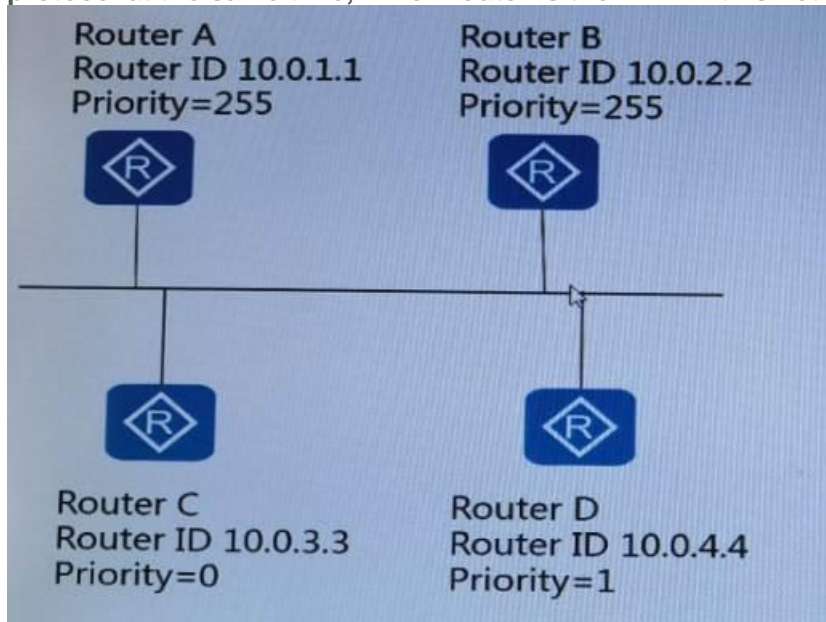 Router A
Router ID 10.0.1.1
Priority=255
Router B
Router ID 10.0.2.2
Priority=255
R
R
R
R
Router C
Router ID 10.0.3.3
Priority=0
Router D
Router ID 10.0.4.4
Priority=1